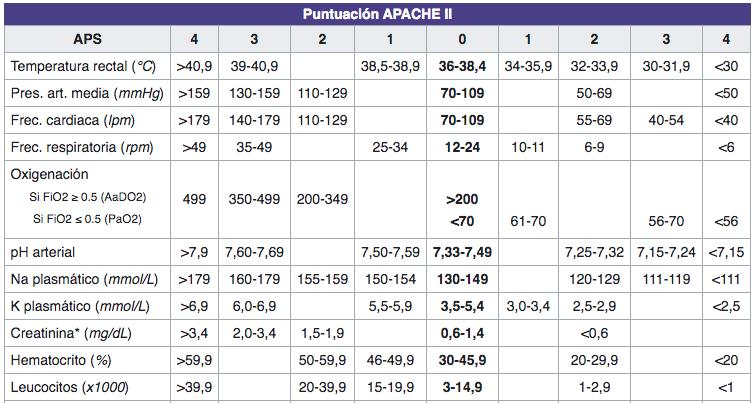 Puntuación APACHE II
APS 4 3 2 1 0 1 2 3 4
Temperatura rectal (°C) >40,9 39-40,9 38,5-38,9 36-38,4 34-35,9 32-33,9 30-31,9 <30
Pres. art. media (mmHg) >159 130-159 110-129 70-109 50-69 <50
Frec. cardiaca (lpm) >179 140-179 110-129 70-109 55-69 40-54 <40
Frec. respiratoria (rpm) >49 35-49 25-34 12-24 10-11 6-9 <6
Oxigenación
Si FiO2 ≥ 0.5 (AaDO2) 499 350-499 200-349 >200
Si FiO2 ≤ 0.5 (PaO2) <70 61-70 56-70 <56
pH arterial >7,9 7,60-7,69 7,50-7,59 7,33-7,49 7,25-7,32 7,15-7,24 <7,15
Na plasmático (mmol/L) >179 160-179 155-159 150-154 130-149 120-129 111-119 <111
K plasmático (mmol/L) >6,9 6,0-6,9 5,5-5,9 3,5-5,4 3,0-3,4 2,5-2,9 <2,5
Creatinina* (mg/dL) >3,4 2,0-3,4 1,5-1,9 0,6-1,4 <0,6
Hematocrito (%) >59,9 50-59,9 46-49,9 30-45,9 20-29,9 <20
Leucocitos (x1000) >39,9 20-39,9 15-19,9 3-14,9 1-2,9 <1